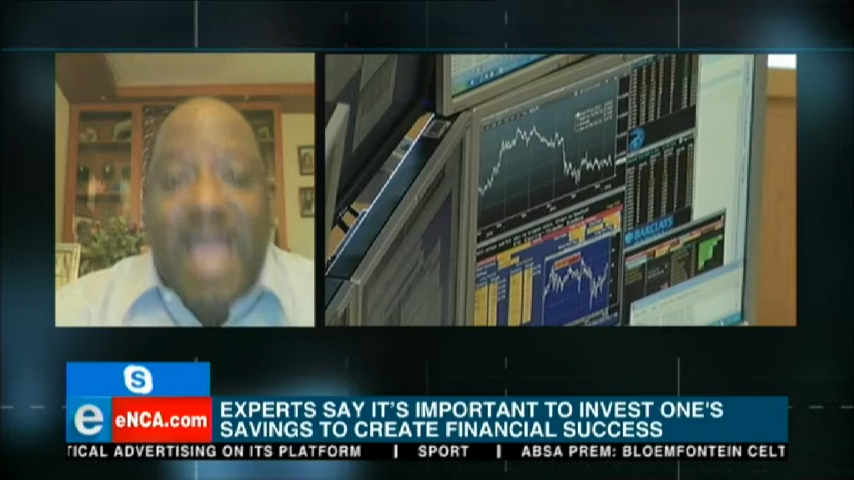 BARCLAYS
S
e eNCA.com
EXPERTS SAY IT'S IMPORTANT TO INVEST ONE'S
SAVINGS TO CREATE FINANCIAL SUCCESS
TICAL ADVERTISING ON ITS PLATFORM | SPORT | ABSA PREM: BLOEMFONTEIN CELT